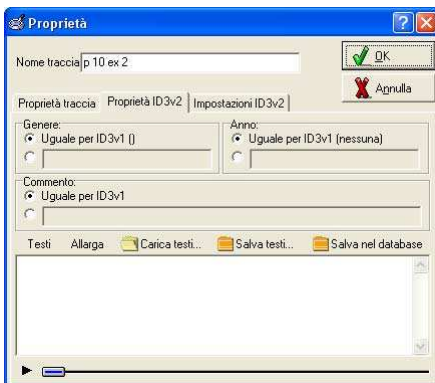 Proprietà
Nome traccia p 10 ex 2
OK
Annulla
Proprietà traccia Proprietà ID3v2 Impostazioni ID3v2
Genere: Anno:
Uguale per ID3v1 () Uguale per ID3v1 (nessuna)
Commento:
Uguale per ID3v1
Testi Allarga Carica testi... Salva testi... Salva nel database